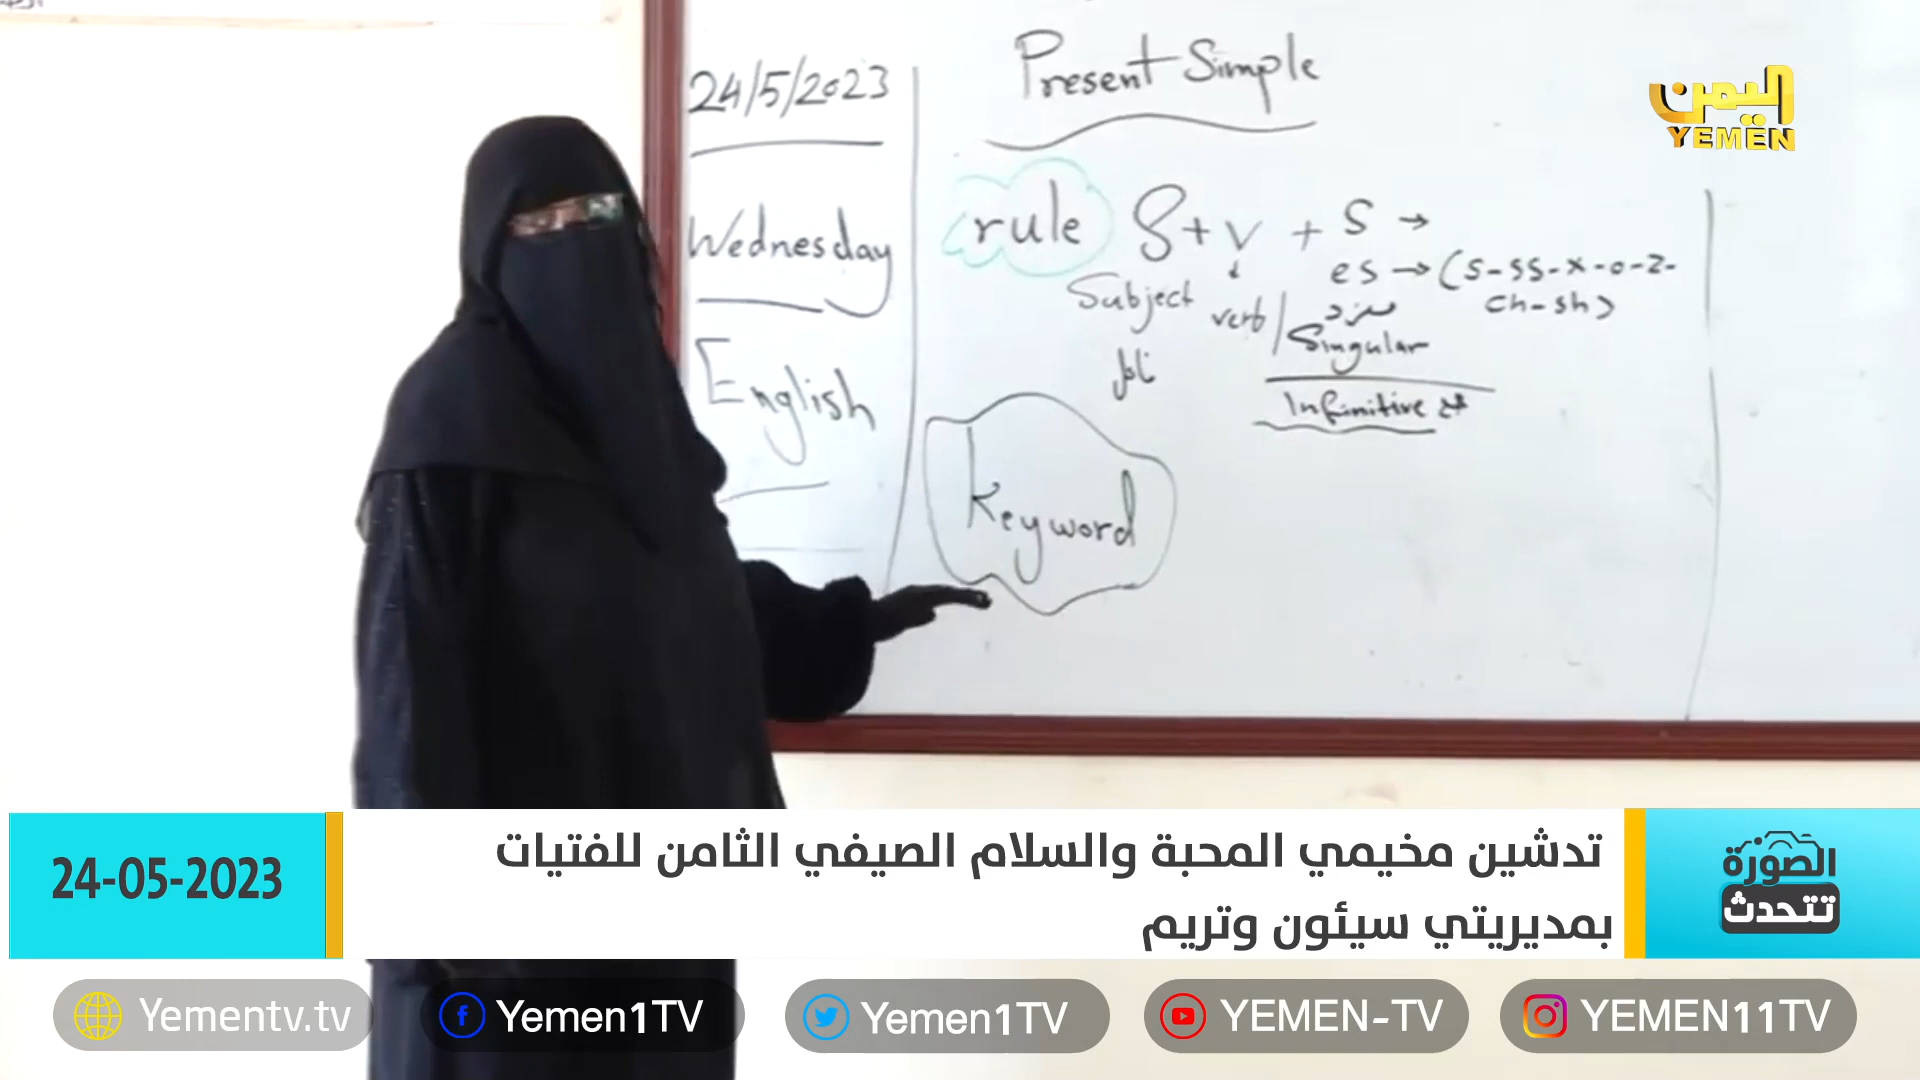 24/5/2023
Wednesday
English
Present Simple
rule S + V + S →
es → (s-ss-x-o-z-
ch-sh)
Subject verb / مفرد
Singular
فاعل
Infinitive
Keyword
اليمن
YEMEN
24-05-2023
تدشين مخيمي المحبة والسلام الصيفي الثامن للفتيات
بمديريتي سيئون وتريم
الصورة
تتحدث
Yementv.tv
Yemen1TV
Yemen1TV
YEMEN-TV
YEMEN11TV